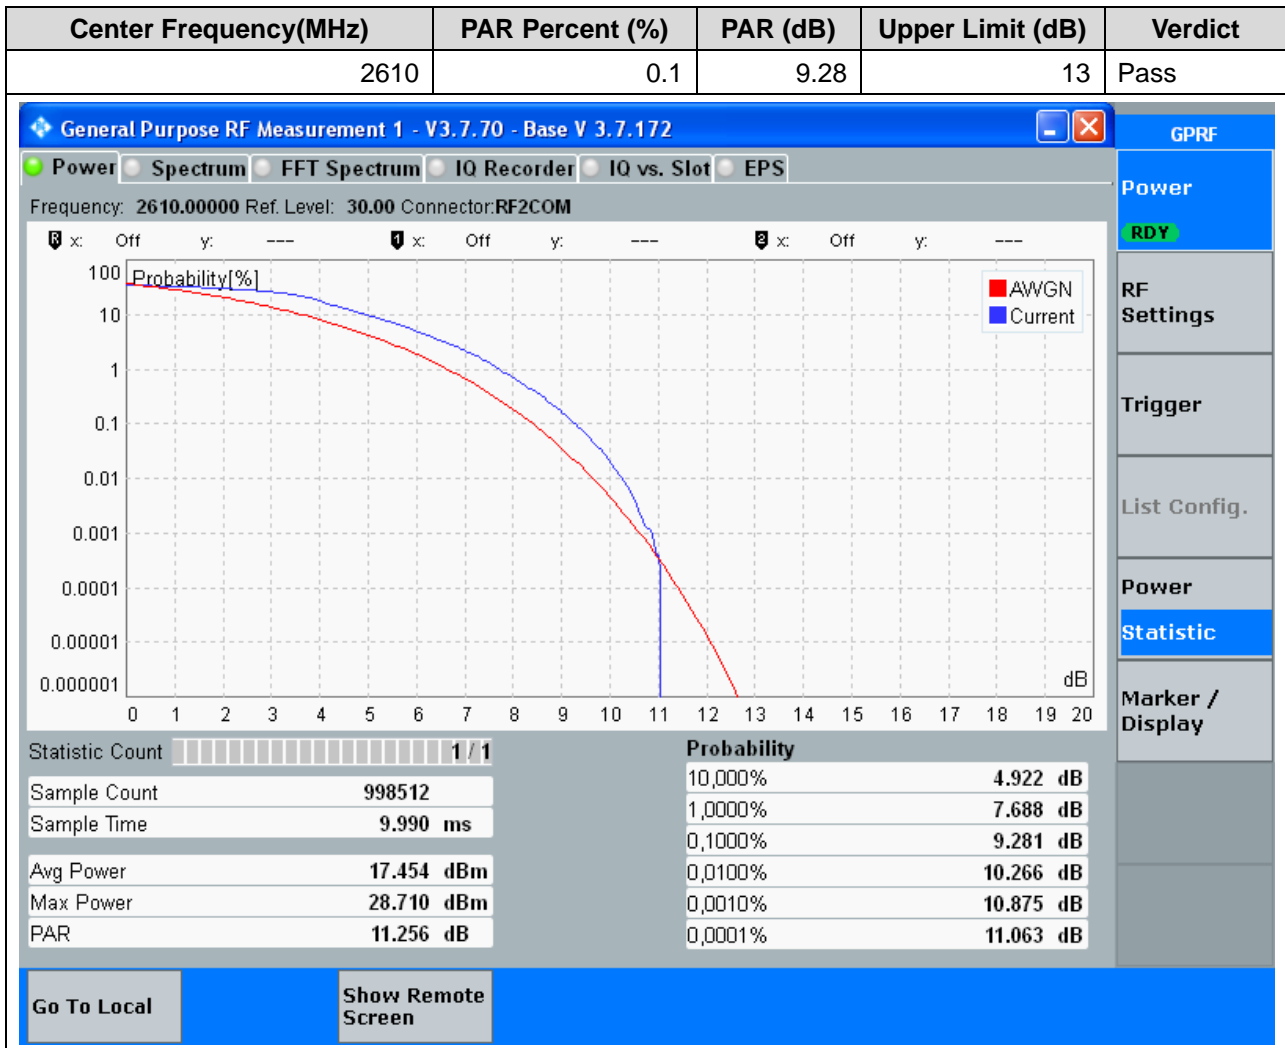 Center Frequency(MHz) PAR Percent (%) PAR (dB) Upper Limit (dB) Verdict
2610 0.1 9.28 13 Pass
General Purpose RF Measurement 1 - V3.7.70 - Base V 3.7.172
GPRF
Power Spectrum FFT Spectrum IQ Recorder IQ vs. Slot EPS
Power
RDY
Frequency: 2610.00000 Ref. Level: 30.00 Connector:RF2COM
R x: Off y: --- 1 x: Off y: --- 2 x: Off y: ---
Probability[%]
100
10
1
0.1
0.01
0.001
0.0001
0.00001
0.000001
AWGN
Current
dB
0 1 2 3 4 5 6 7 8 9 10 11 12 13 14 15 16 17 18 19 20
RF
Settings
Trigger
List Config.
Power
Statistic
Marker /
Display
Statistic Count 1 / 1
Sample Count 998512
Sample Time 9.990 ms
Avg Power 17.454 dBm
Max Power 28.710 dBm
PAR 11.256 dB
Probability
10,000% 4.922 dB
1,0000% 7.688 dB
0,1000% 9.281 dB
0,0100% 10.266 dB
0,0010% 10.875 dB
0,0001% 11.063 dB
Go To Local
Show Remote
Screen